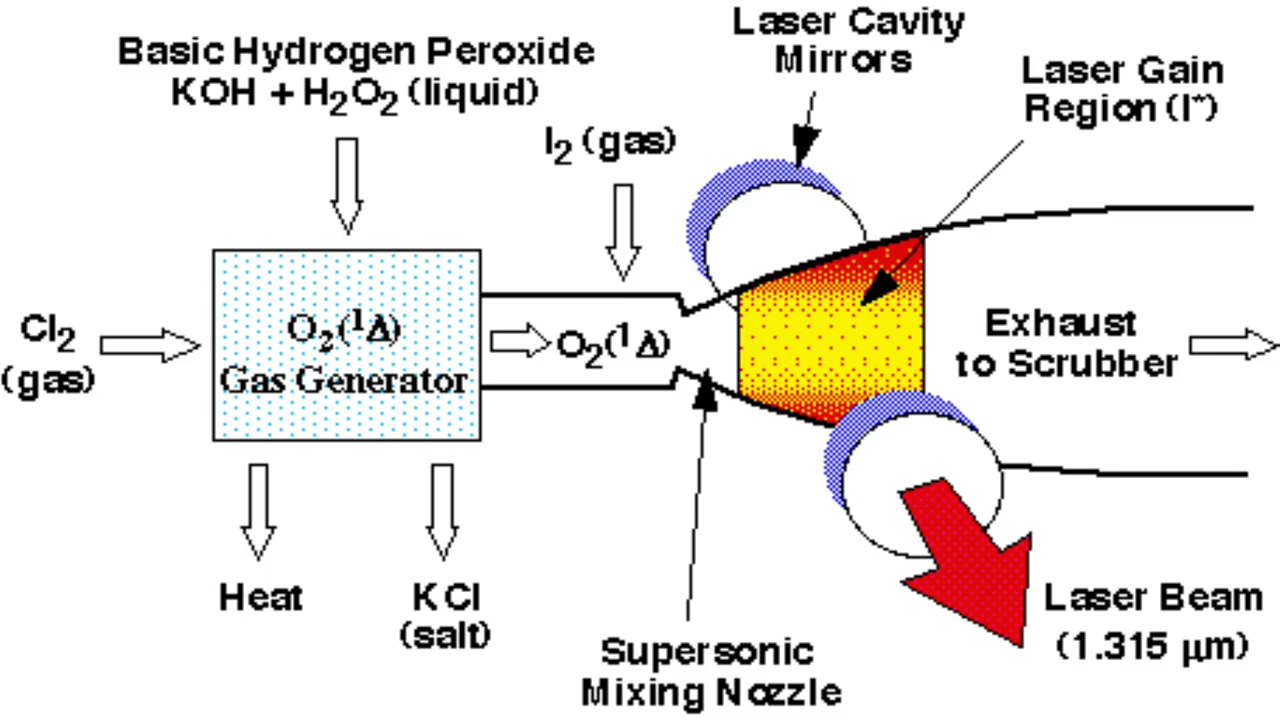 Basic Hydrogen Peroxide
KOH + H₂O₂ (liquid)
I₂ (gas)
Laser Cavity
Mirrors
Laser Gain
Region (I*)
Cl₂
(gas)
O₂(¹Δ)
Gas Generator
O₂(¹Δ)
Exhaust
to Scrubber
Heat
KCl
(salt)
Supersonic
Mixing Nozzle
Laser Beam
(1.315 µm)